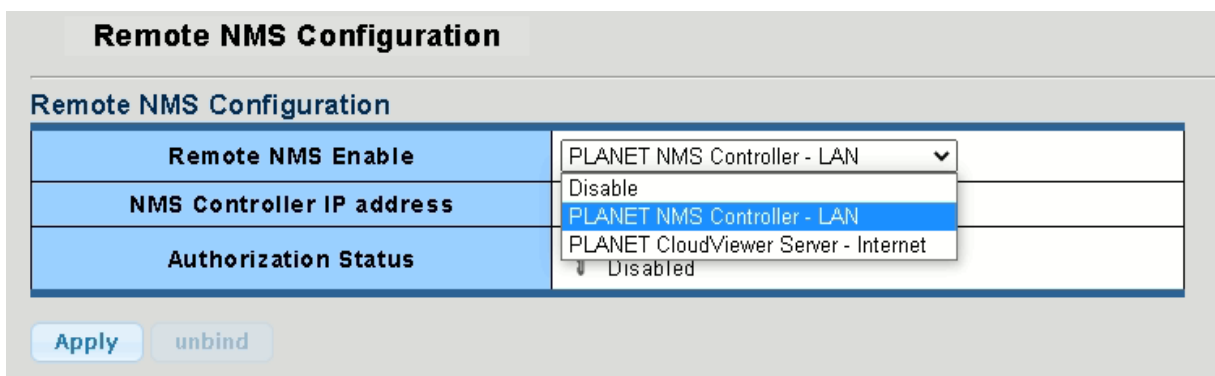 Remote NMS Configuration
Remote NMS Configuration
Remote NMS Enable PLANET NMS Controller - LAN
Disable
NMS Controller IP address PLANET NMS Controller - LAN
PLANET CloudViewer Server - Internet
Authorization Status Disabled
Apply unbind